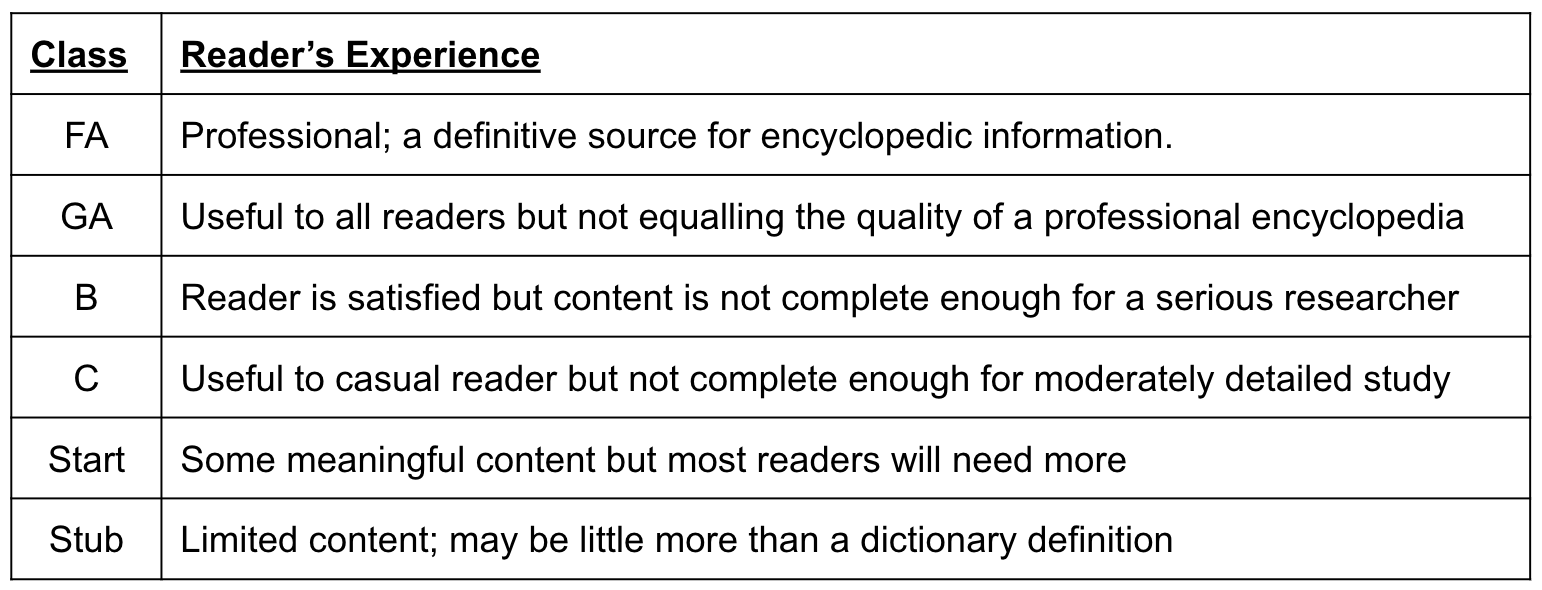 Class Reader’s Experience
FA Professional; a definitive source for encyclopedic information.
GA Useful to all readers but not equalling the quality of a professional encyclopedia
B Reader is satisfied but content is not complete enough for a serious researcher
C Useful to casual reader but not complete enough for moderately detailed study
Start Some meaningful content but most readers will need more
Stub Limited content; may be little more than a dictionary definition